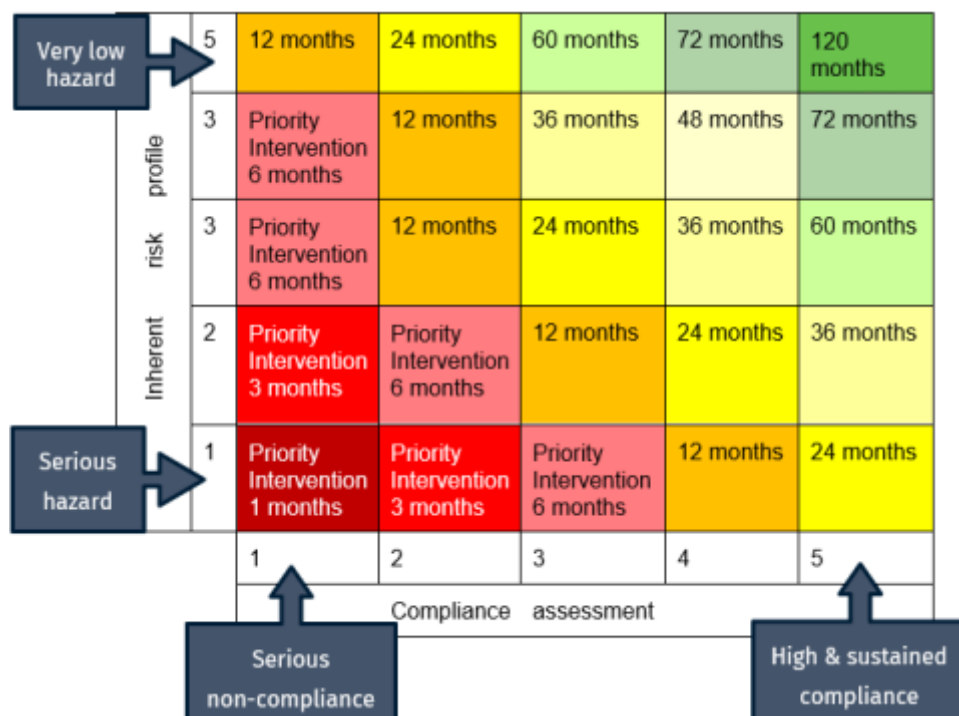 Very low
hazard
5
12 months
24 months
60 months
72 months
120
months
3
Priority
Intervention
6 months
12 months
36 months
48 months
72 months
3
Priority
Intervention
6 months
12 months
24 months
36 months
60 months
2
Priority
Intervention
3 months
Priority
Intervention
6 months
12 months
24 months
36 months
Inherent risk profile
Serious
hazard
1
Priority
Intervention
1 months
Priority
Intervention
3 months
Priority
Intervention
6 months
12 months
24 months
1
2
3
4
5
Compliance assessment
Serious
non-compliance
High & sustained
compliance